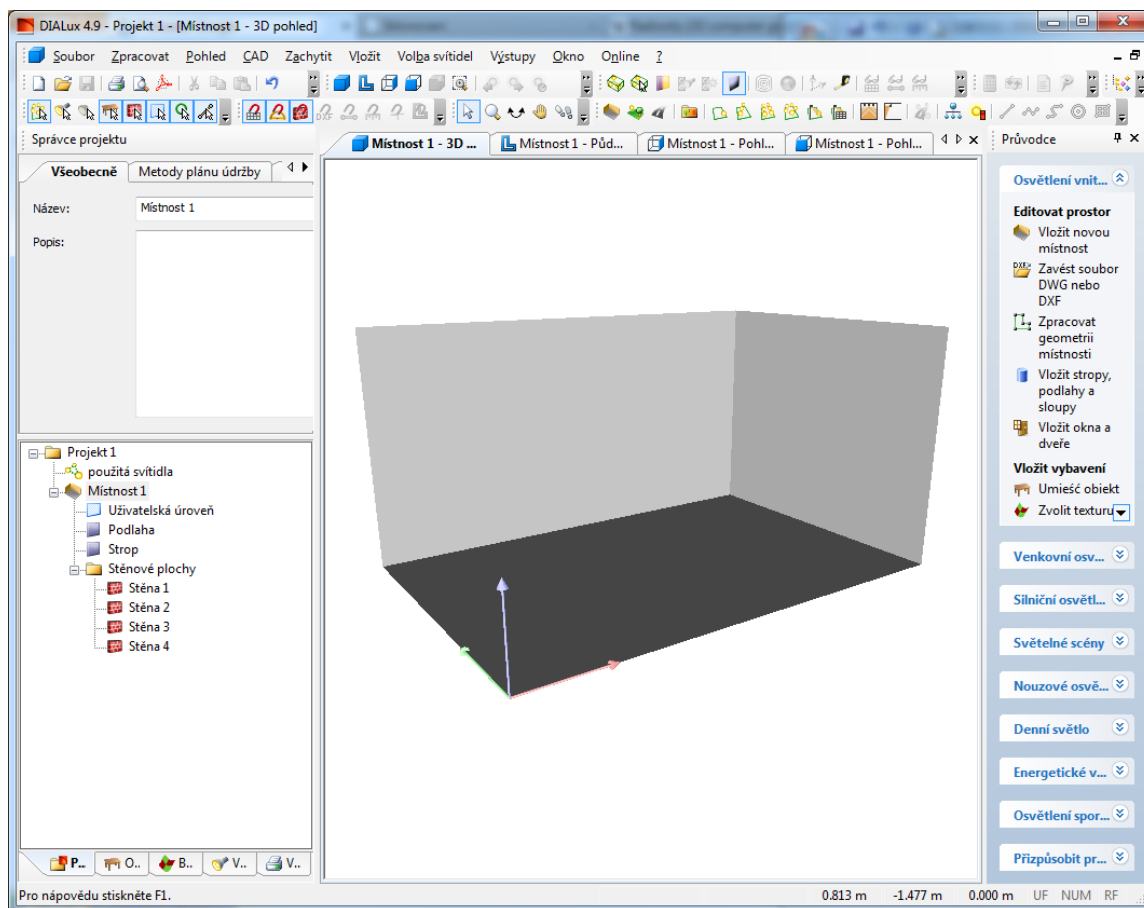 DIALux 4.9 - Projekt 1 - [Místnost 1 - 3D pohled]
Soubor Zpracovat Pohled CAD Zachytit Vložit Volba svítidel Výstupy Okno Online ?
Správce projektu
Všeobecně Metody plánu údržby
Název: Místnost 1
Popis:
Projekt 1
použitá svítidla
Místnost 1
Uživatelská úroveň
Podlaha
Strop
Stěnové plochy
Stěna 1
Stěna 2
Stěna 3
Stěna 4
P.. O.. B.. V.. V..
Místnost 1 - 3D ... Místnost 1 - Půd... Místnost 1 - Pohl... Místnost 1 - Pohl...
Průvodce
Osvětlení vnit...
Editovat prostor
Vložit novou
místnost
DXF
Zavést soubor
DWG nebo
DXF
Zpracovat
geometrii
místnosti
Vložit stropy,
podlahy a
sloupy
Vložit okna a
dveře
Vložit vybavení
Umieść obiekt
Zvolit texturu
Venkovní osv...
Silniční osvětl...
Světelné scény
Nouzové osvě...
Denní světlo
Energetické v...
Osvětlení spor...
Přizpůsobit pr...
Pro nápovědu stiskněte F1.
0.813 m -1.477 m 0.000 m UF NUM RF